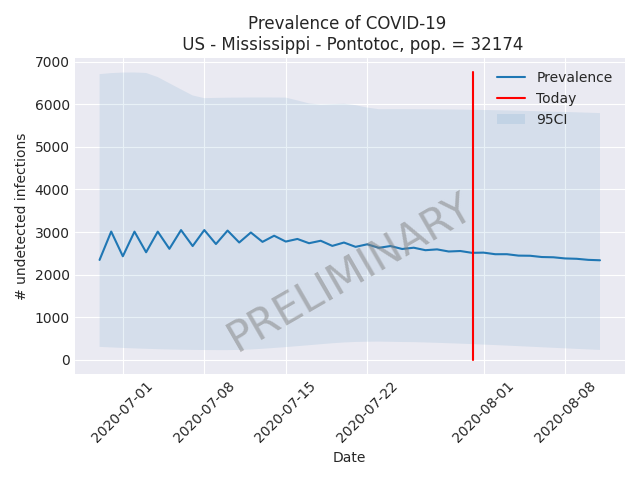 Prevalence of COVID-19
US - Mississippi - Pontotoc, pop. = 32174
7000
6000
5000
4000
3000
2000
1000
0
# undetected infections
Prevalence
Today
95CI
PRELIMINARY
2020-07-01
2020-07-08
2020-07-15
2020-07-22
2020-08-01
2020-08-08
Date